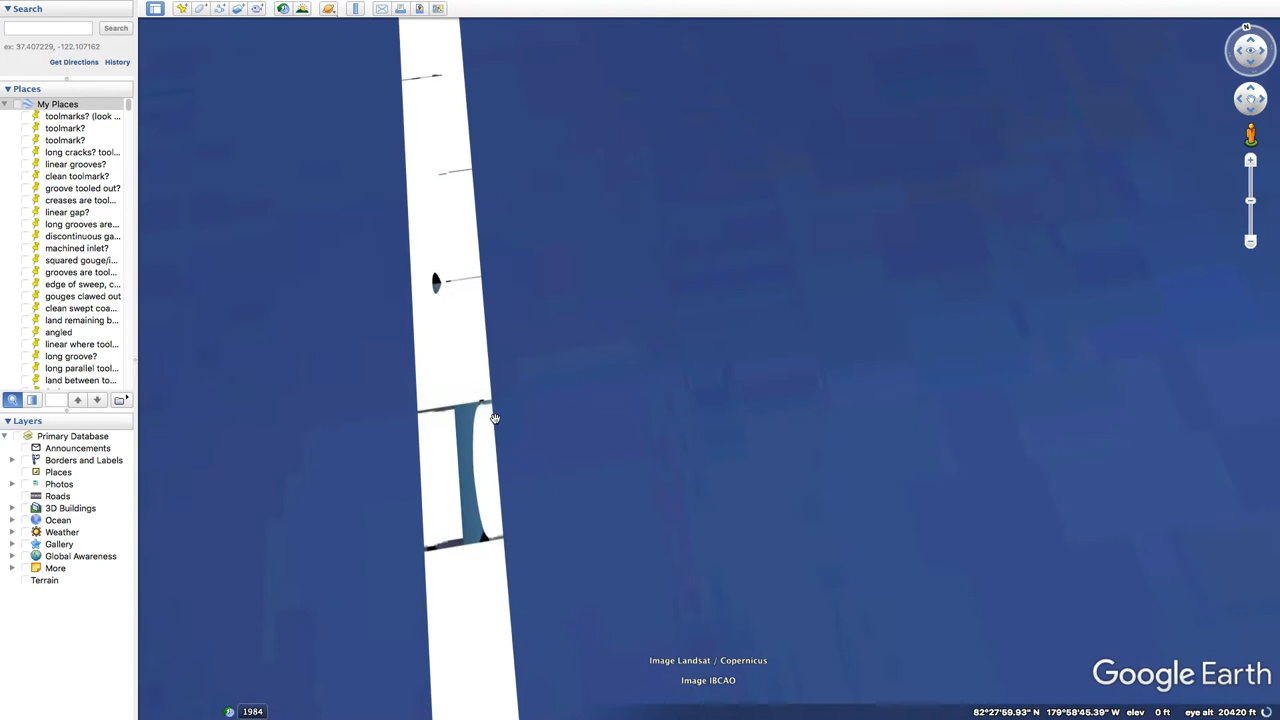 Search
Search
ex: 37.407229, -122.107162
Get Directions History
Places
My Places
toolmarks? (look ...
toolmark?
toolmark?
long cracks? tool...
linear grooves?
clean toolmark?
groove tooled out?
creases are tool...
linear gap?
long grooves are...
discontinuous ga...
machined inlet?
squared gouge/i...
grooves are tool...
edge of sweep, c...
gouges clawed out
clean swept coa...
land remaining b...
angled
linear where tool...
long groove?
long parallel tool...
land between to...
Layers
Primary Database
Announcements
Borders and Labels
Places
Photos
Roads
3D Buildings
Ocean
Weather
Gallery
Global Awareness
More
Terrain
N
Image Landsat / Copernicus
Image IBCAO
Google Earth
1984
82°27'59.93" N 179°58'45.39" W elev 0 ft eye alt 20420 ft